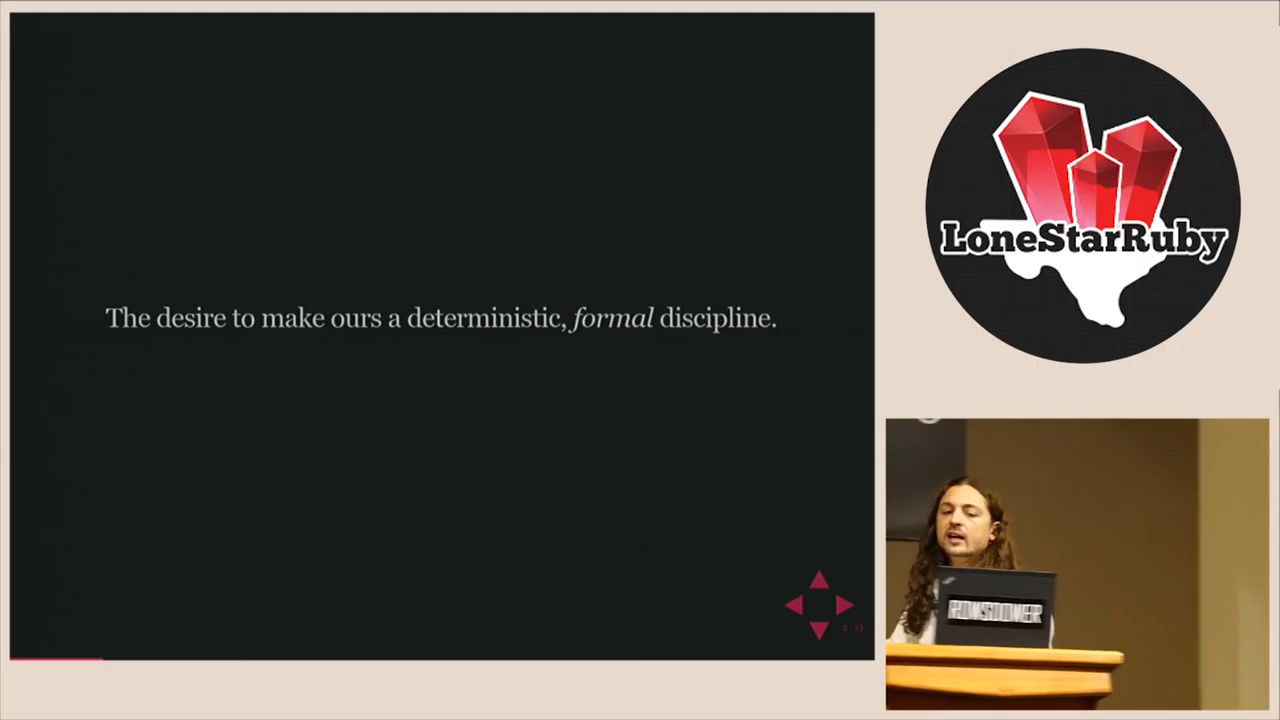 The desire to make ours a deterministic, formal discipline.
LoneStarRuby